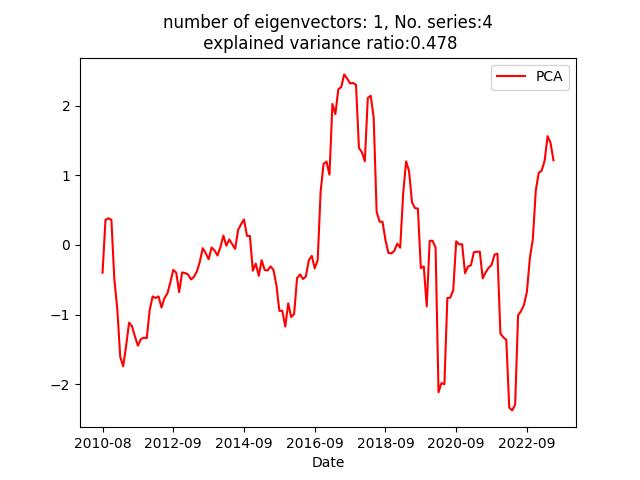 number of eigenvectors: 1, No. series:4
explained variance ratio:0.478
PCA
2
1
0
−1
−2
2010-08 2012-09 2014-09 2016-09 2018-09 2020-09 2022-09
Date